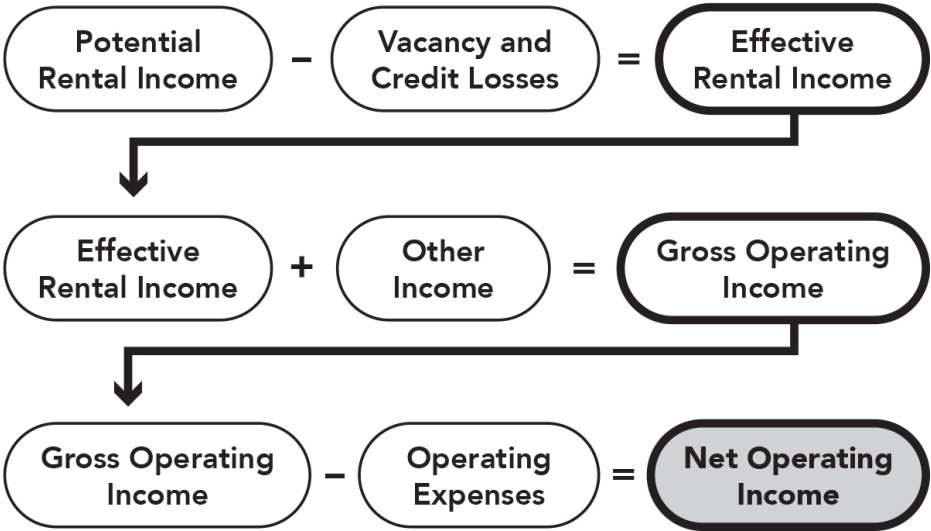 Potential Rental Income – Vacancy and Credit Losses = Effective Rental Income
Effective Rental Income + Other Income = Gross Operating Income
Gross Operating Income – Operating Expenses = Net Operating Income